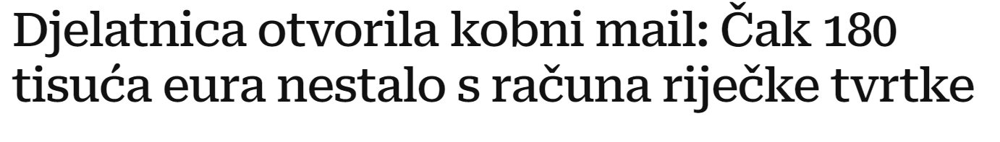 Djelatnica otvorila kobni mail: Čak 180
tisuća eura nestalo s računa riječke tvrtke